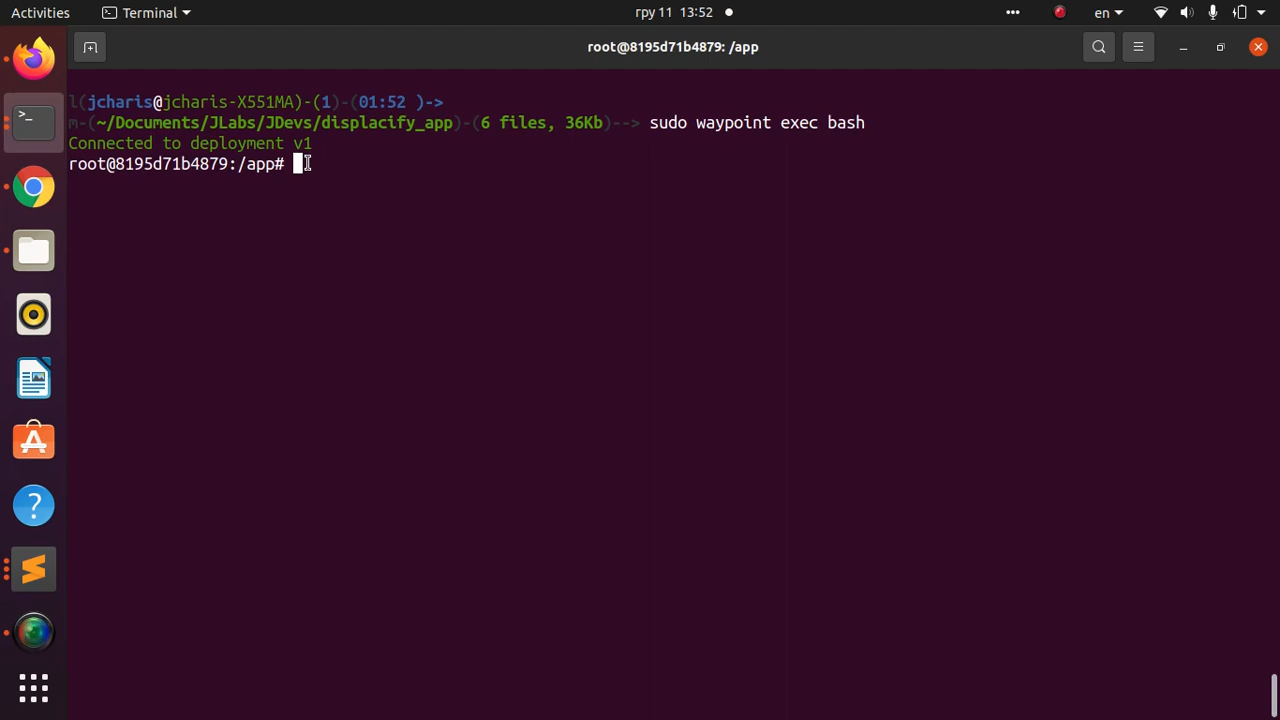 Activities
Terminal
гру 11 13:52
en
root@8195d71b4879: /app
l(jcharis@jcharis-X551MA)-(1)-(01:52 )->
m-(~/Documents/JLabs/JDevs/displacify_app)-(6 files, 36Kb)--> sudo waypoint exec bash
Connected to deployment v1
root@8195d71b4879:/app#